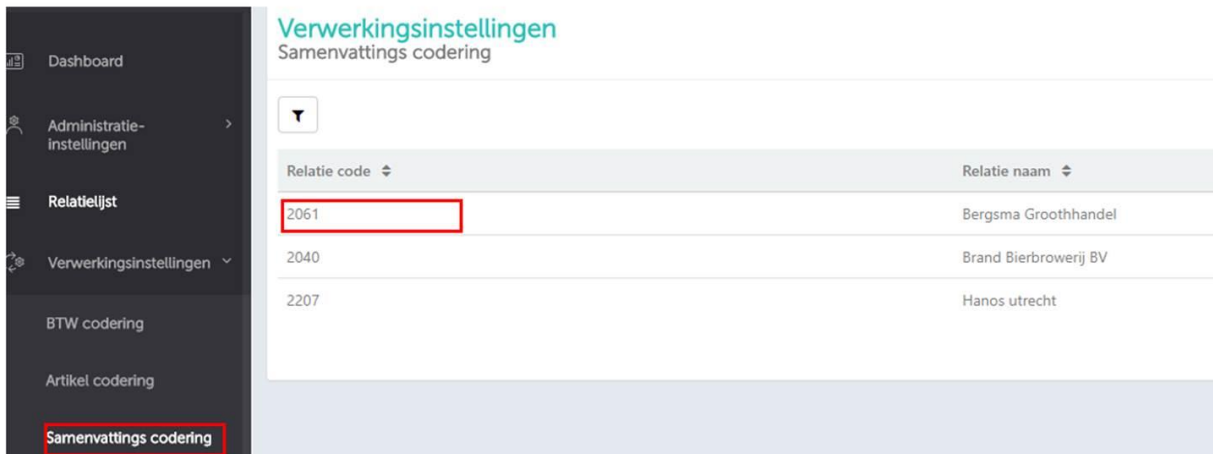 Dashboard
Administratie-
instellingen
Relatielijst
Verwerkingsinstellingen
BTW codering
Artikel codering
Samenvattings codering
Verwerkingsinstellingen
Samenvattings codering
Relatie code Relatie naam
2061 Bergsma Groothhandel
2040 Brand Bierbrowerij BV
2207 Hanos utrecht